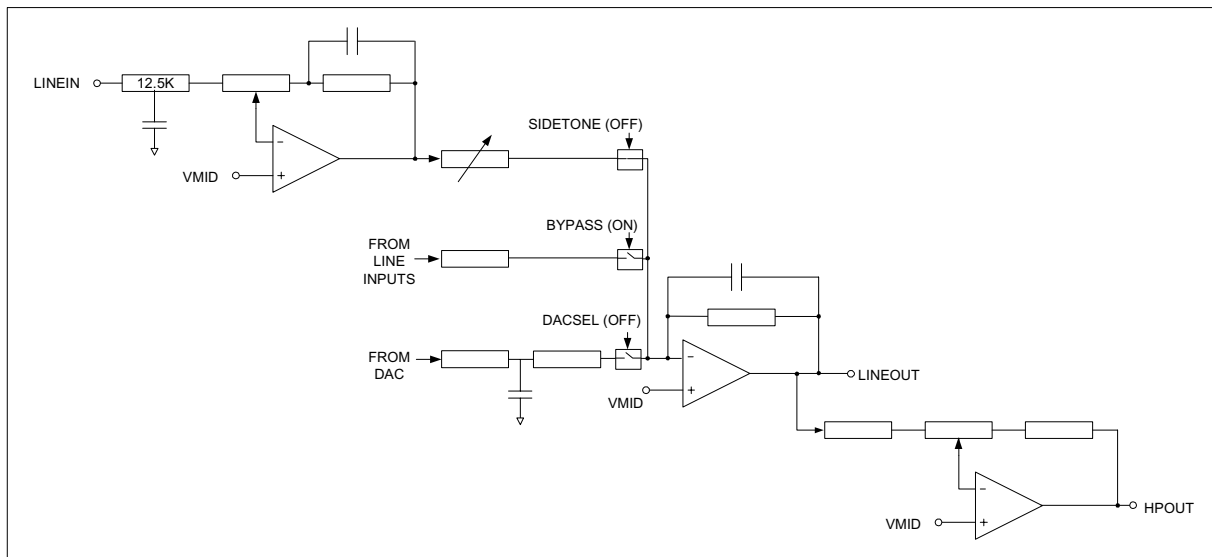 LINEIN
12.5K
−
+
VMID
SIDETONE (OFF)
BYPASS (ON)
FROM
LINE
INPUTS
DACSEL (OFF)
FROM
DAC
−
+
VMID
LINEOUT
−
+
VMID
HPOUT